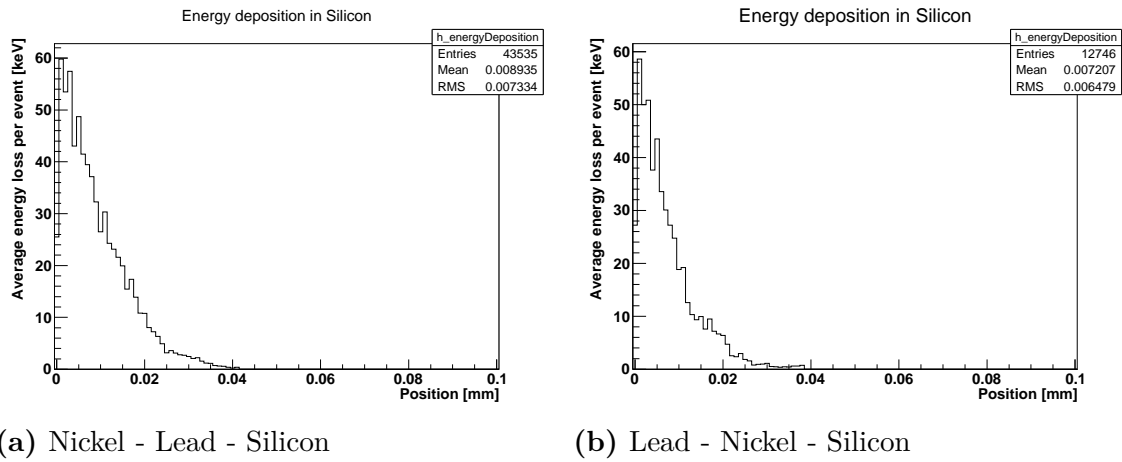 Energy deposition in Silicon
h_energyDeposition
Entries 43535
Mean 0.008935
RMS 0.007334
Average energy loss per event [keV]
60
50
40
30
20
10
0
0 0.02 0.04 0.06 0.08 0.1
Position [mm]
(a) Nickel - Lead - Silicon
Energy deposition in Silicon
h_energyDeposition
Entries 12746
Mean 0.007207
RMS 0.006479
Average energy loss per event [keV]
60
50
40
30
20
10
0
0 0.02 0.04 0.06 0.08 0.1
Position [mm]
(b) Lead - Nickel - Silicon